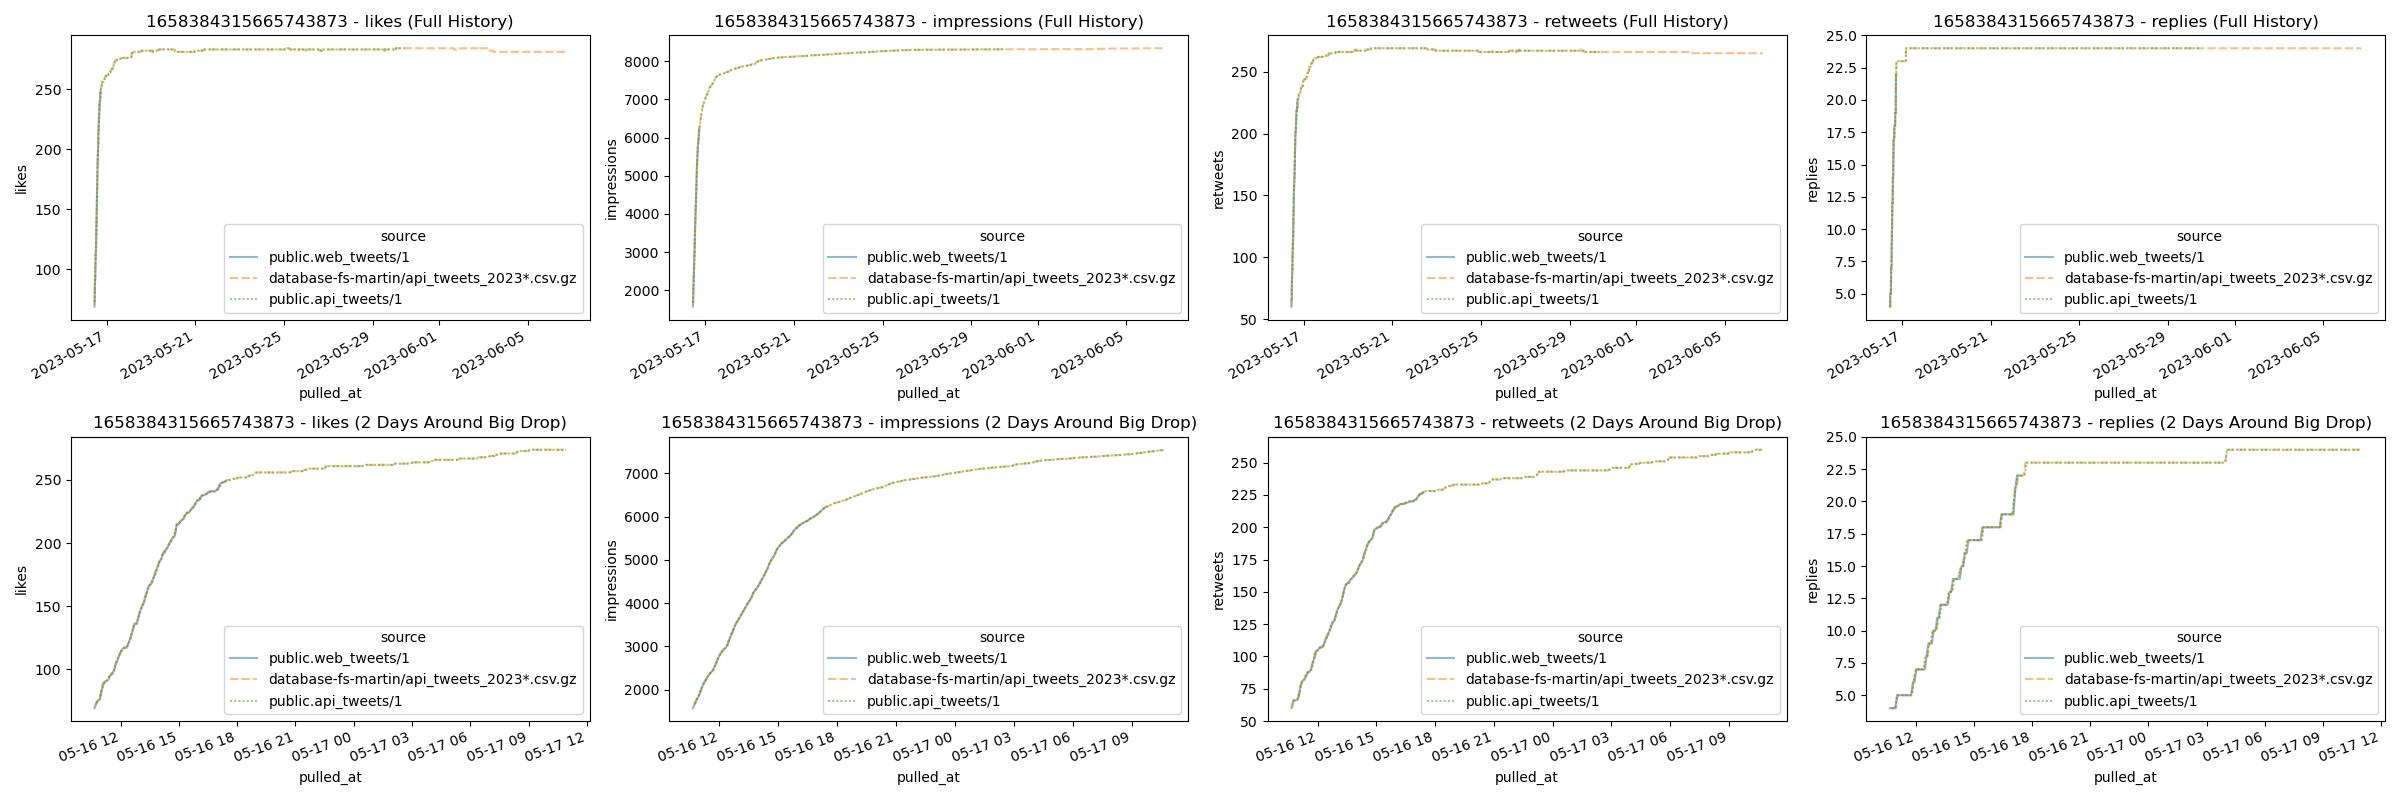 1658384315665743873 - likes (Full History)
likes
250
200
150
100
source
public.web_tweets/1
database-fs-martin/api_tweets_2023*.csv.gz
public.api_tweets/1
2023-05-17
2023-05-21
2023-05-25
2023-05-29
2023-06-01
2023-06-05
pulled_at
1658384315665743873 - impressions (Full History)
impressions
8000
7000
6000
5000
4000
3000
2000
source
public.web_tweets/1
database-fs-martin/api_tweets_2023*.csv.gz
public.api_tweets/1
2023-05-17
2023-05-21
2023-05-25
2023-05-29
2023-06-01
2023-06-05
pulled_at
1658384315665743873 - retweets (Full History)
retweets
250
200
150
100
50
source
public.web_tweets/1
database-fs-martin/api_tweets_2023*.csv.gz
public.api_tweets/1
2023-05-17
2023-05-21
2023-05-25
2023-05-29
2023-06-01
2023-06-05
pulled_at
1658384315665743873 - replies (Full History)
replies
25.0
22.5
20.0
17.5
15.0
12.5
10.0
7.5
5.0
source
public.web_tweets/1
database-fs-martin/api_tweets_2023*.csv.gz
public.api_tweets/1
2023-05-17
2023-05-21
2023-05-25
2023-05-29
2023-06-01
2023-06-05
pulled_at
1658384315665743873 - likes (2 Days Around Big Drop)
likes
250
200
150
100
source
public.web_tweets/1
database-fs-martin/api_tweets_2023*.csv.gz
public.api_tweets/1
05-16 12
05-16 15
05-16 18
05-16 21
05-17 00
05-17 03
05-17 06
05-17 09
05-17 12
pulled_at
1658384315665743873 - impressions (2 Days Around Big Drop)
impressions
7000
6000
5000
4000
3000
2000
source
public.web_tweets/1
database-fs-martin/api_tweets_2023*.csv.gz
public.api_tweets/1
05-16 12
05-16 15
05-16 18
05-16 21
05-17 00
05-17 03
05-17 06
05-17 09
pulled_at
1658384315665743873 - retweets (2 Days Around Big Drop)
retweets
250
225
200
175
150
125
100
75
50
source
public.web_tweets/1
database-fs-martin/api_tweets_2023*.csv.gz
public.api_tweets/1
05-16 12
05-16 15
05-16 18
05-16 21
05-17 00
05-17 03
05-17 06
05-17 09
pulled_at
1658384315665743873 - replies (2 Days Around Big Drop)
replies
25.0
22.5
20.0
17.5
15.0
12.5
10.0
7.5
5.0
source
public.web_tweets/1
database-fs-martin/api_tweets_2023*.csv.gz
public.api_tweets/1
05-16 12
05-16 15
05-16 18
05-16 21
05-17 00
05-17 03
05-17 06
05-17 09
05-17 12
pulled_at